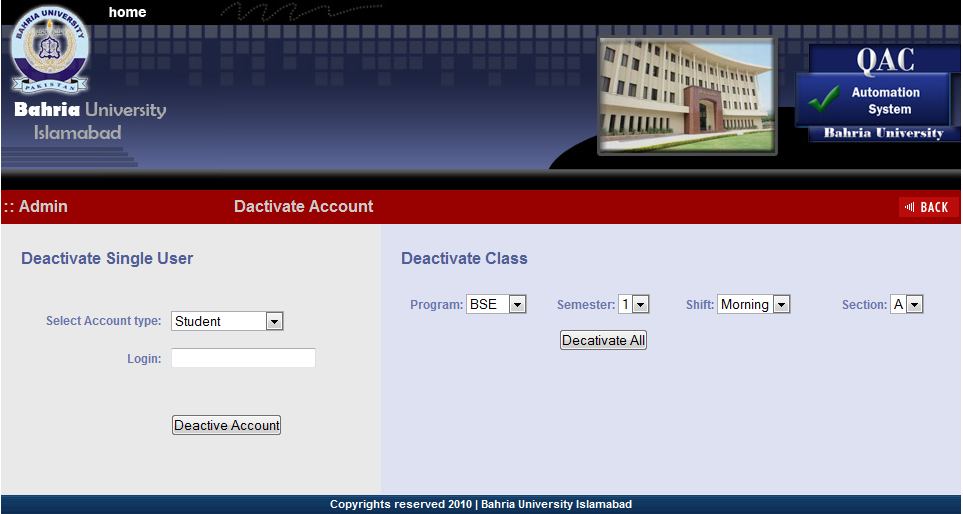 home
BAHRIA UNIVERSITY
PAKISTAN
Bahria University
Islamabad
QAC
Automation
System
Bahria University
:: Admin
Dactivate Account
BACK
Deactivate Single User
Select Account type: Student
Login:
Deactive Account
Deactivate Class
Program: BSE Semester: 1 Shift: Morning Section: A
Decativate All
Copyrights reserved 2010 | Bahria University Islamabad